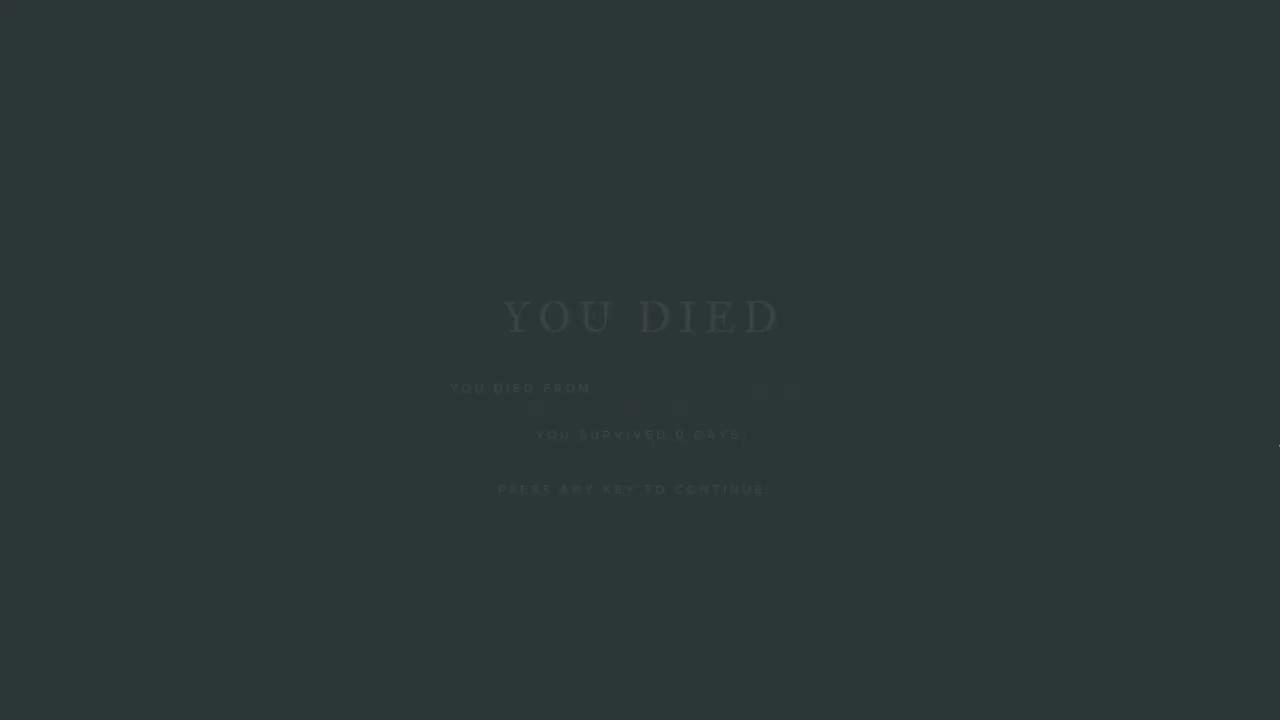 YOU DIED
YOU DIED FROM
YOU SURVIVED 0 DAYS.
PRESS ANY KEY TO CONTINUE.